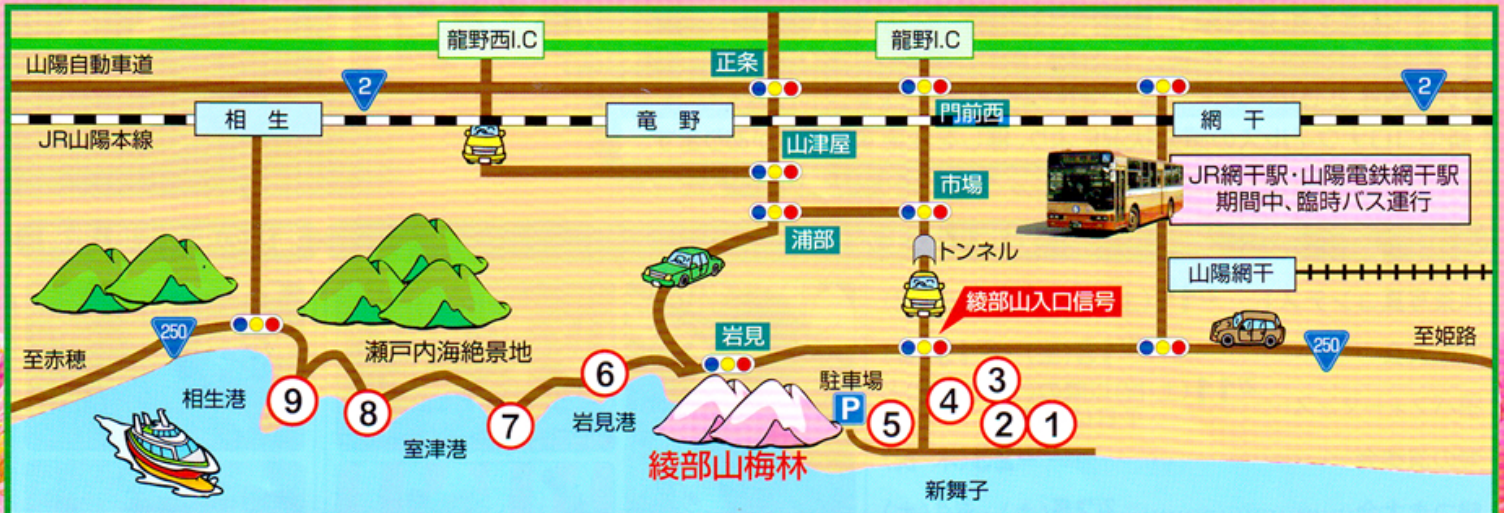 龍野西I.C
龍野I.C
山陽自動車道
正条
2
2
相生
竜野
門前西
網干
JR山陽本線
山津屋
市場
JR網干駅・山陽電鉄網干駅
期間中、臨時バス運行
浦部
トンネル
山陽網干
綾部山入口信号
250
岩見
250
至赤穂
瀬戸内海絶景地
至姫路
相生港
9
8
7
6
岩見港
駐車場
P
5
4
3
2
1
室津港
綾部山梅林
新舞子